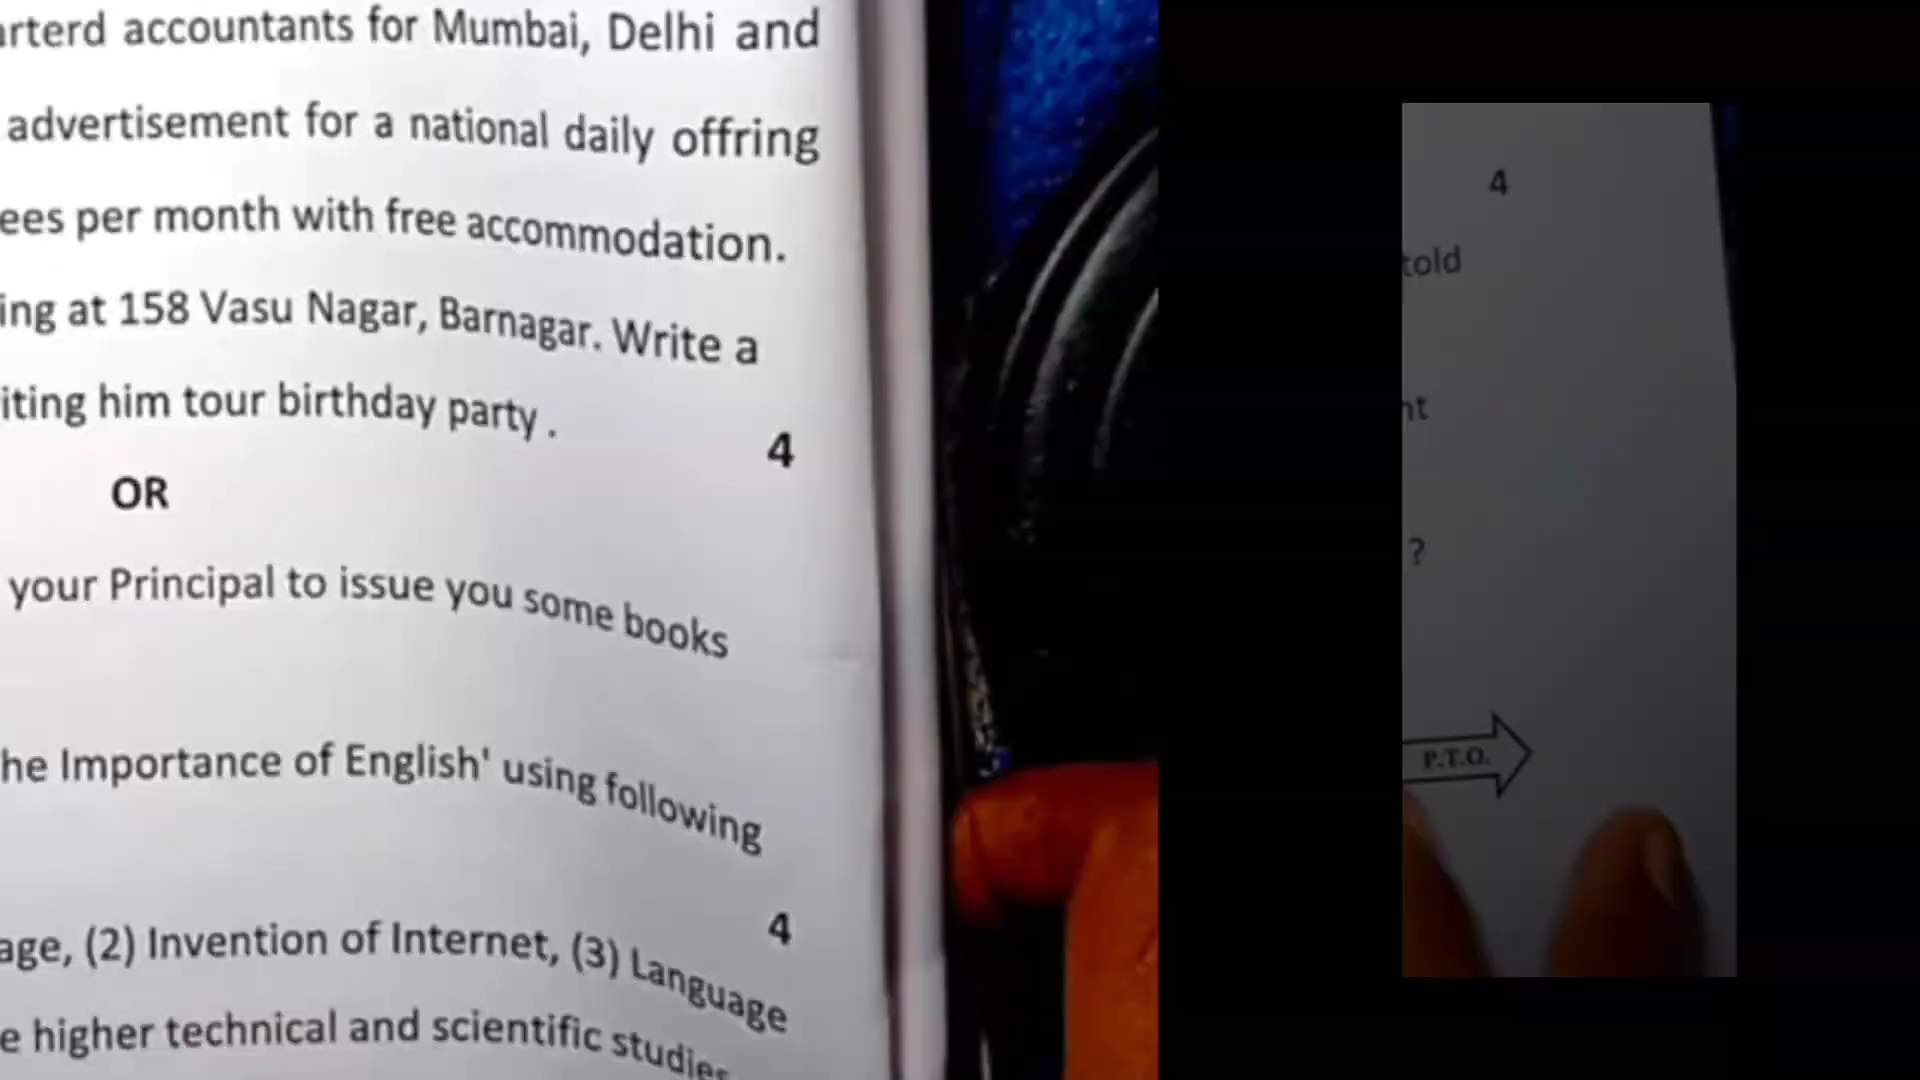 arterd accountants for Mumbai, Delhi and
advertisement for a national daily offring
ees per month with free accommodation.
ing at 158 Vasu Nagar, Barnagar. Write a
iting him tour birthday party .
4
OR
your Principal to issue you some books
he Importance of English' using following
4
age, (2) Invention of Internet, (3) Language
e higher technical and scientific studies
4
told
nt
?
P.T.O.